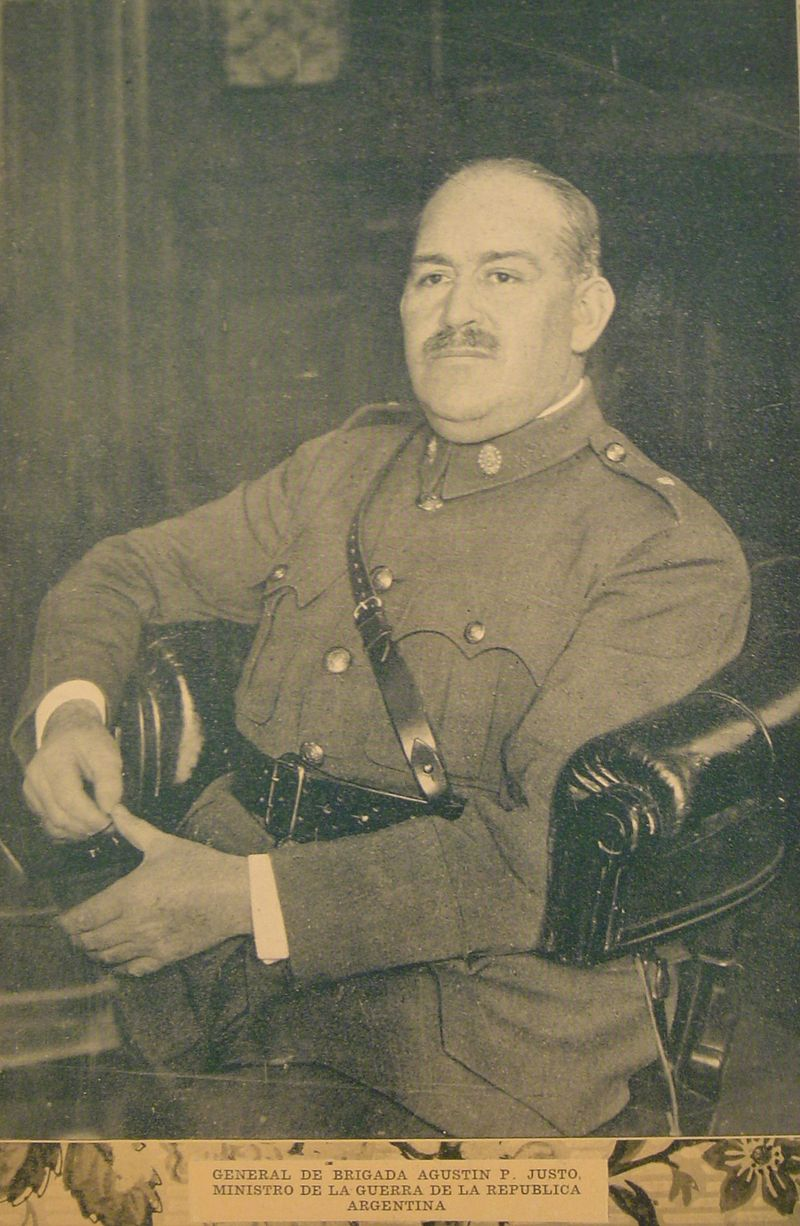 GENERAL DE BRIGADA AGUSTIN P. JUSTO,
MINISTRO DE LA GUERRA DE LA REPUBLICA
ARGENTINA